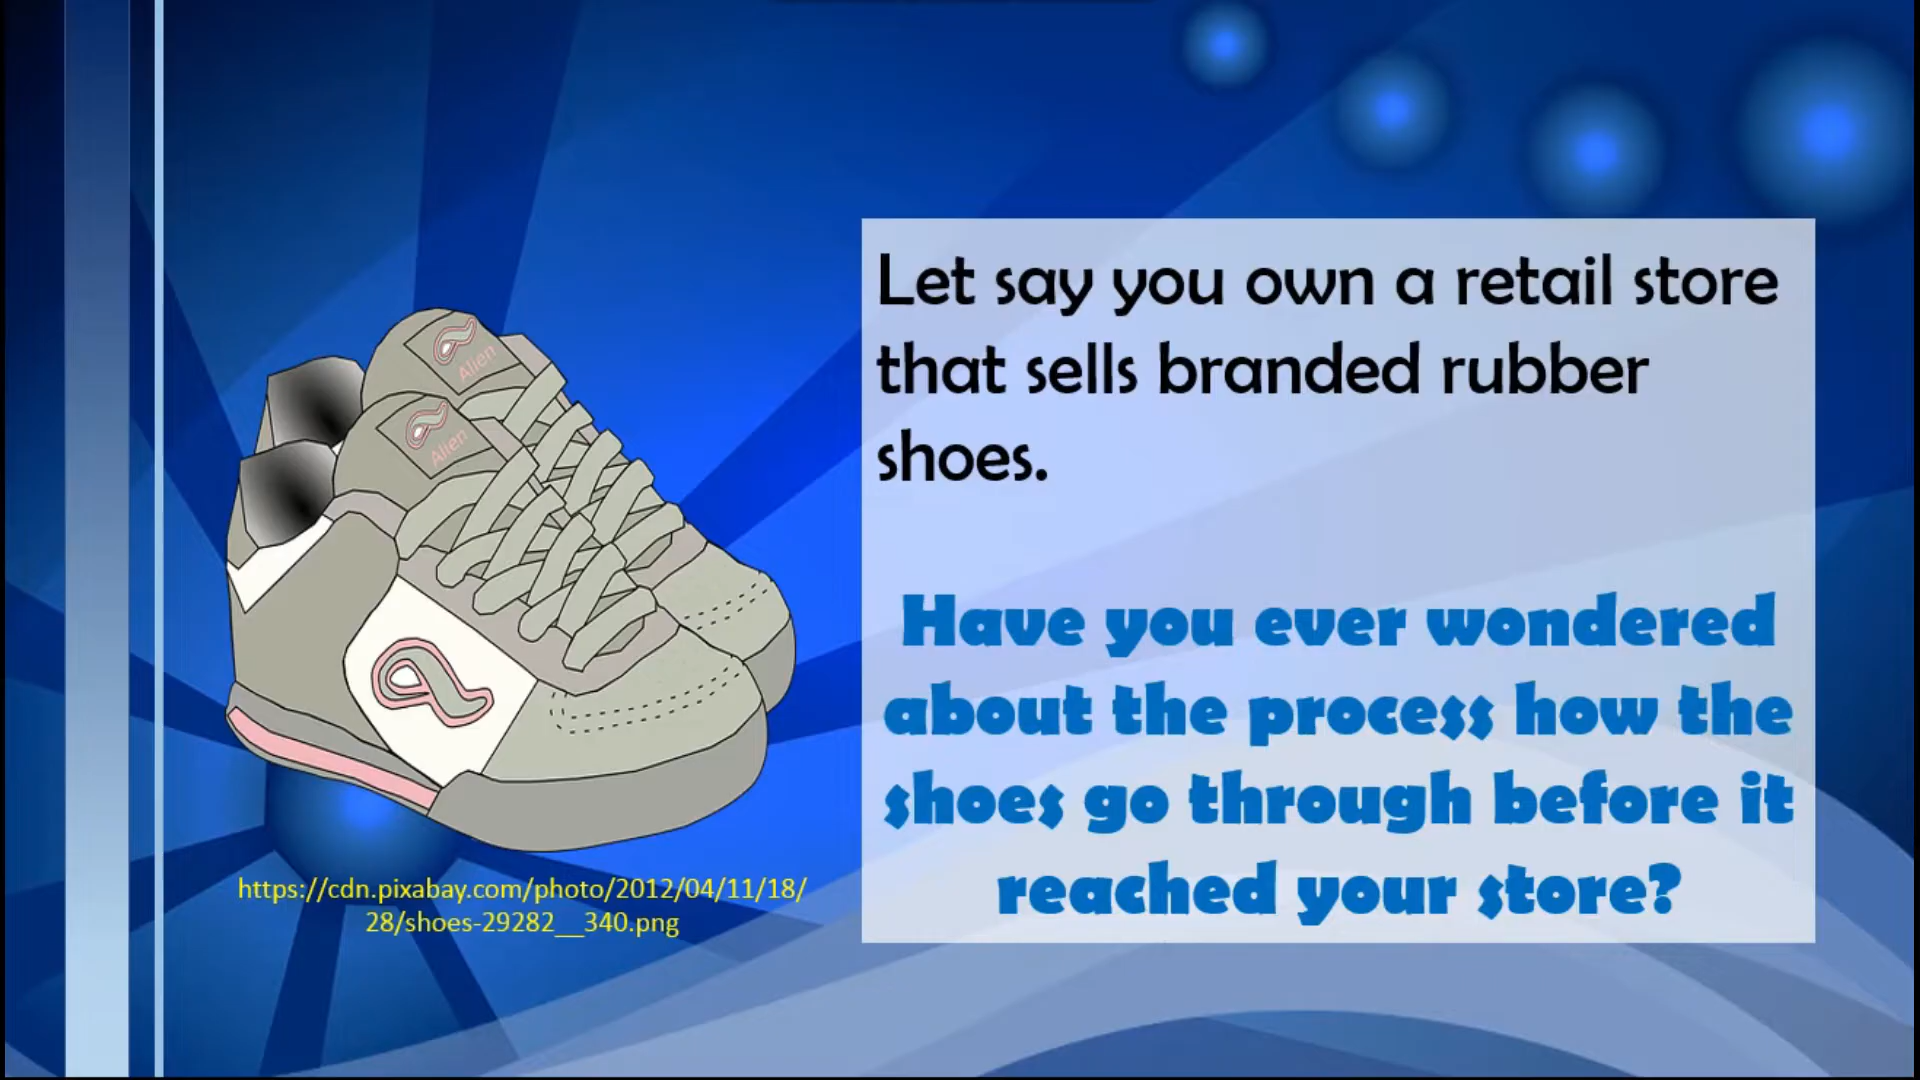 Alien
Alien
Let say you own a retail store
that sells branded rubber
shoes.
Have you ever wondered
about the process how the
shoes go through before it
reached your store?
https://cdn.pixabay.com/photo/2012/04/11/18/
28/shoes-29282__340.png